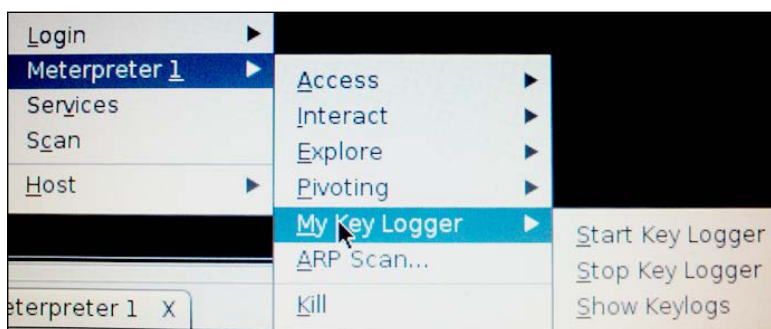 Login
Meterpreter 1
Services
Scan
Host
Access
Interact
Explore
Pivoting
My Key Logger
ARP Scan...
Kill
Start Key Logger
Stop Key Logger
Show Keylogs
eterpreter 1 X